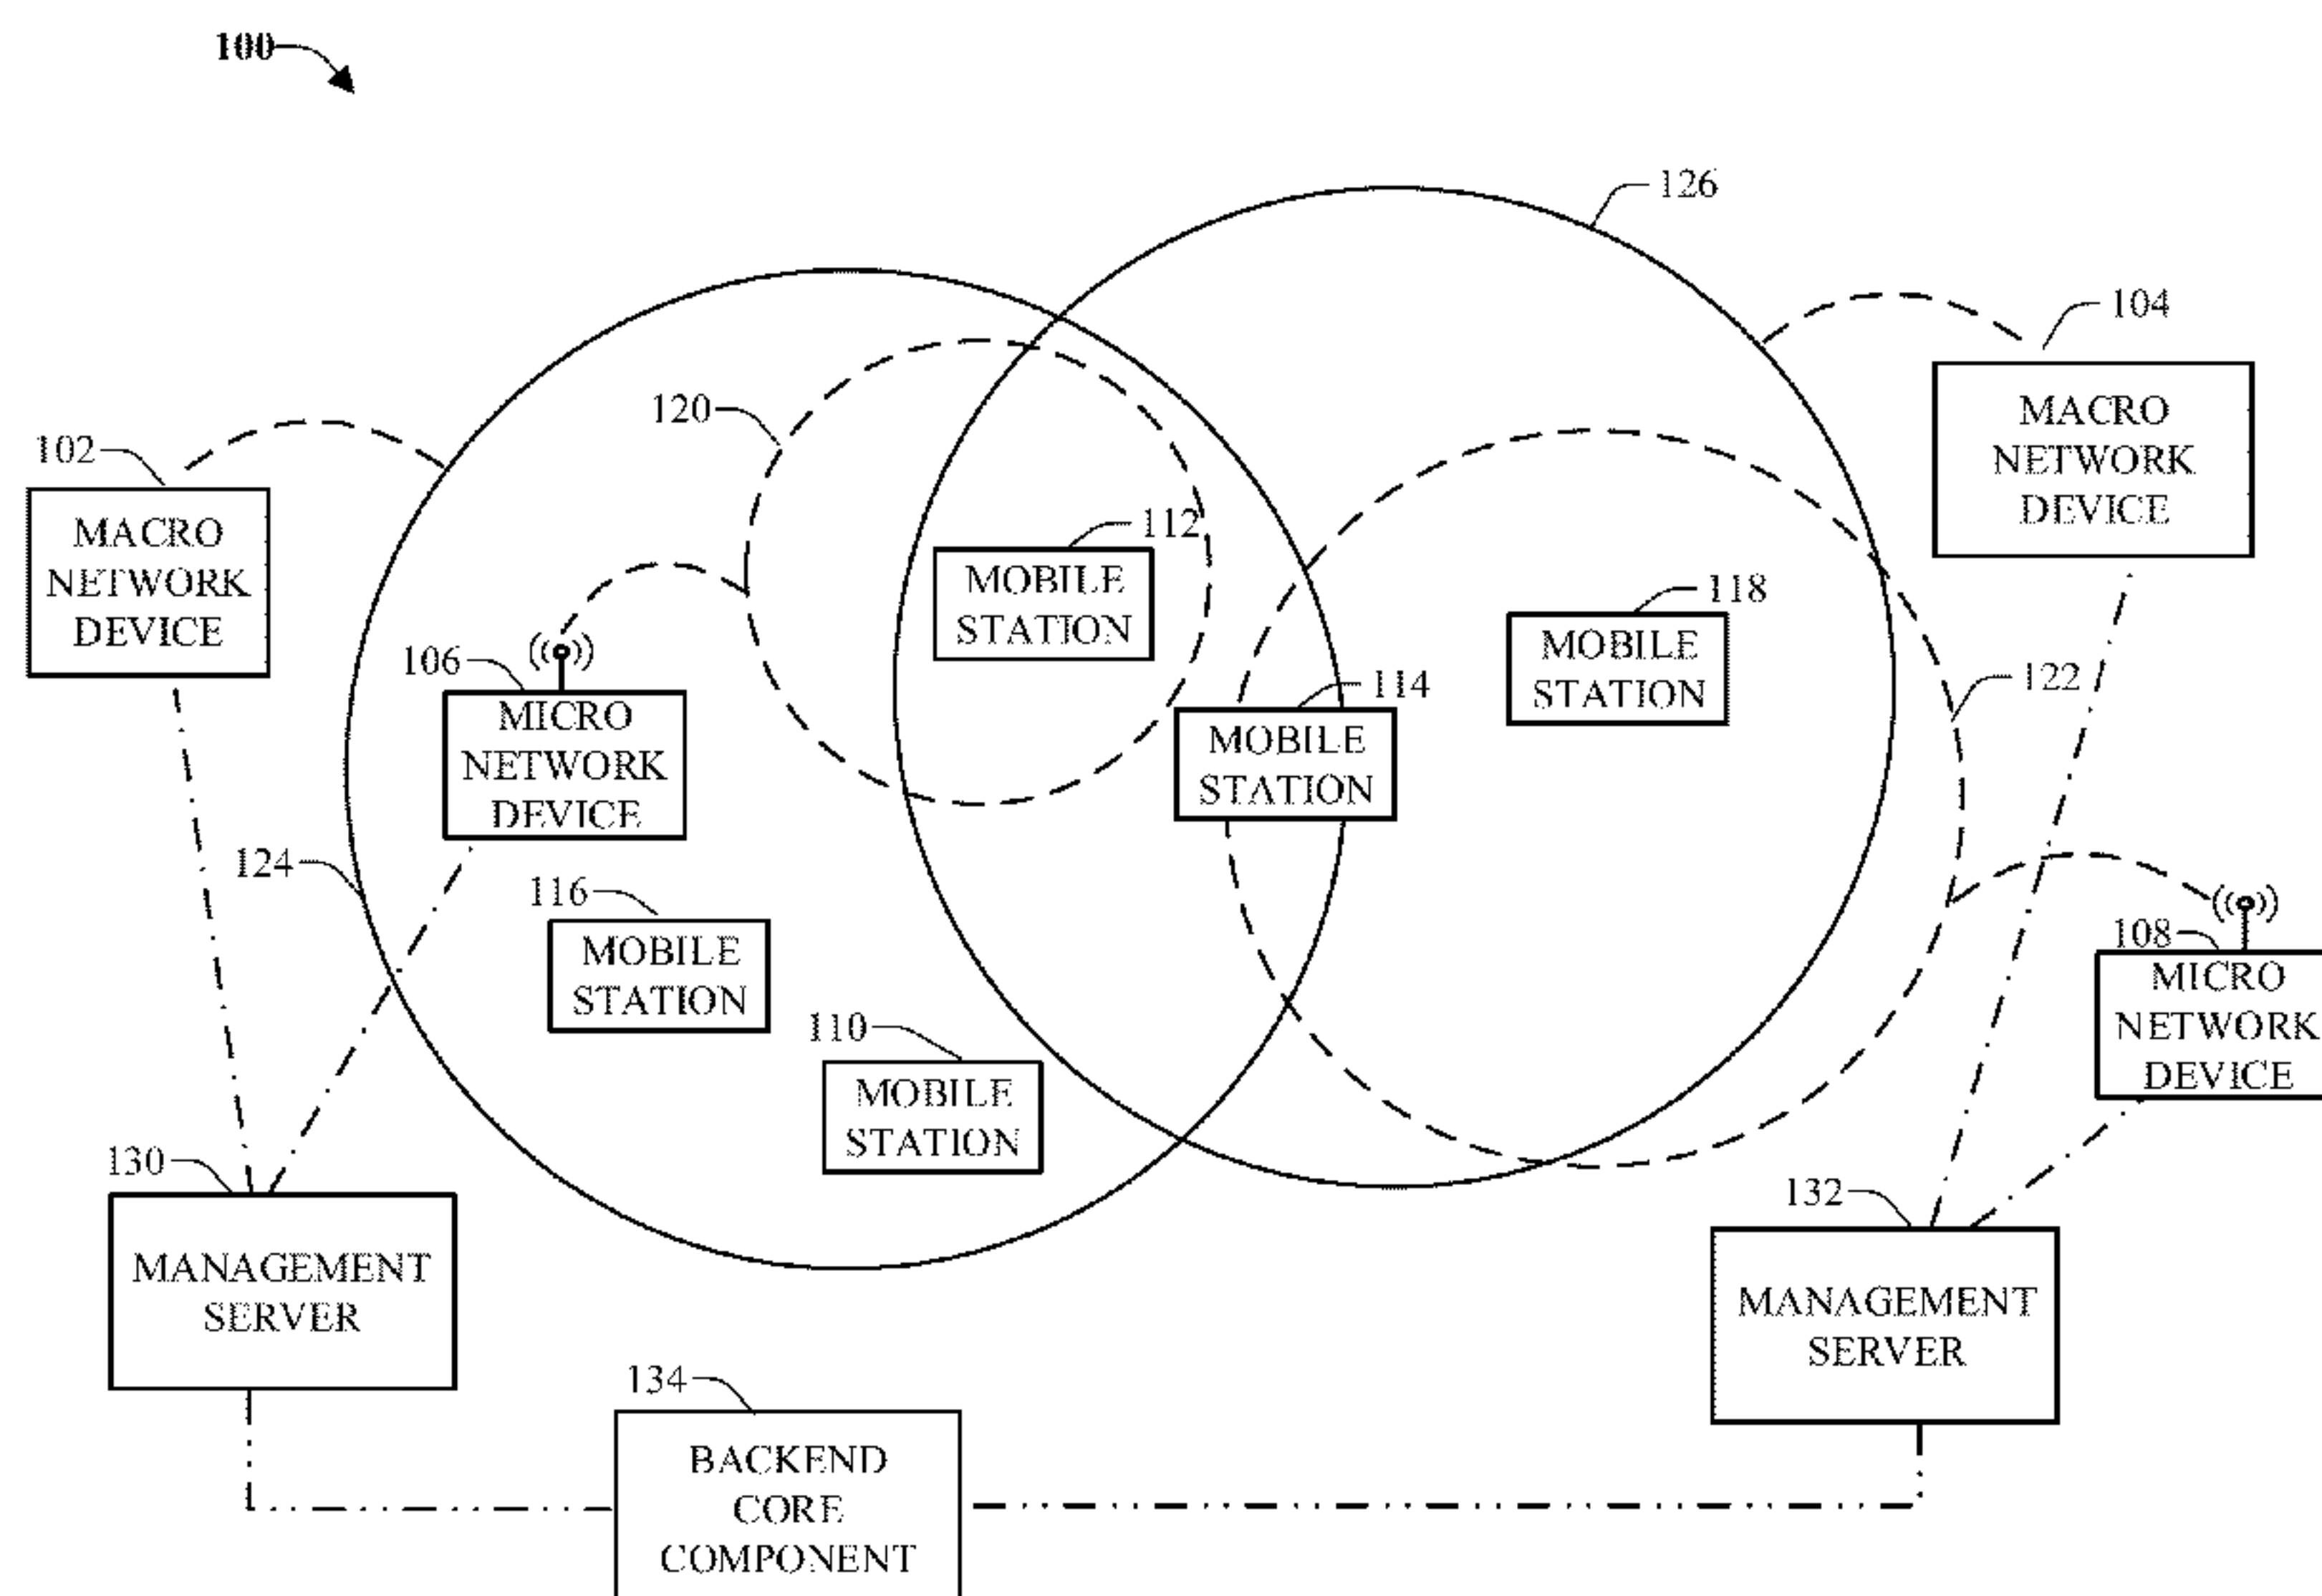 100
126
104
MACRO
NETWORK
DEVICE
120
102
MACRO
NETWORK
DEVICE
112
MOBILE
STATION
118
MOBILE
STATION
106
MICRO
NETWORK
DEVICE
114
MOBILE
STATION
122
124
116
MOBILE
STATION
108
MICRO
NETWORK
DEVICE
110
MOBILE
STATION
130
MANAGEMENT
SERVER
132
MANAGEMENT
SERVER
134
BACKEND
CORE
COMPONENT